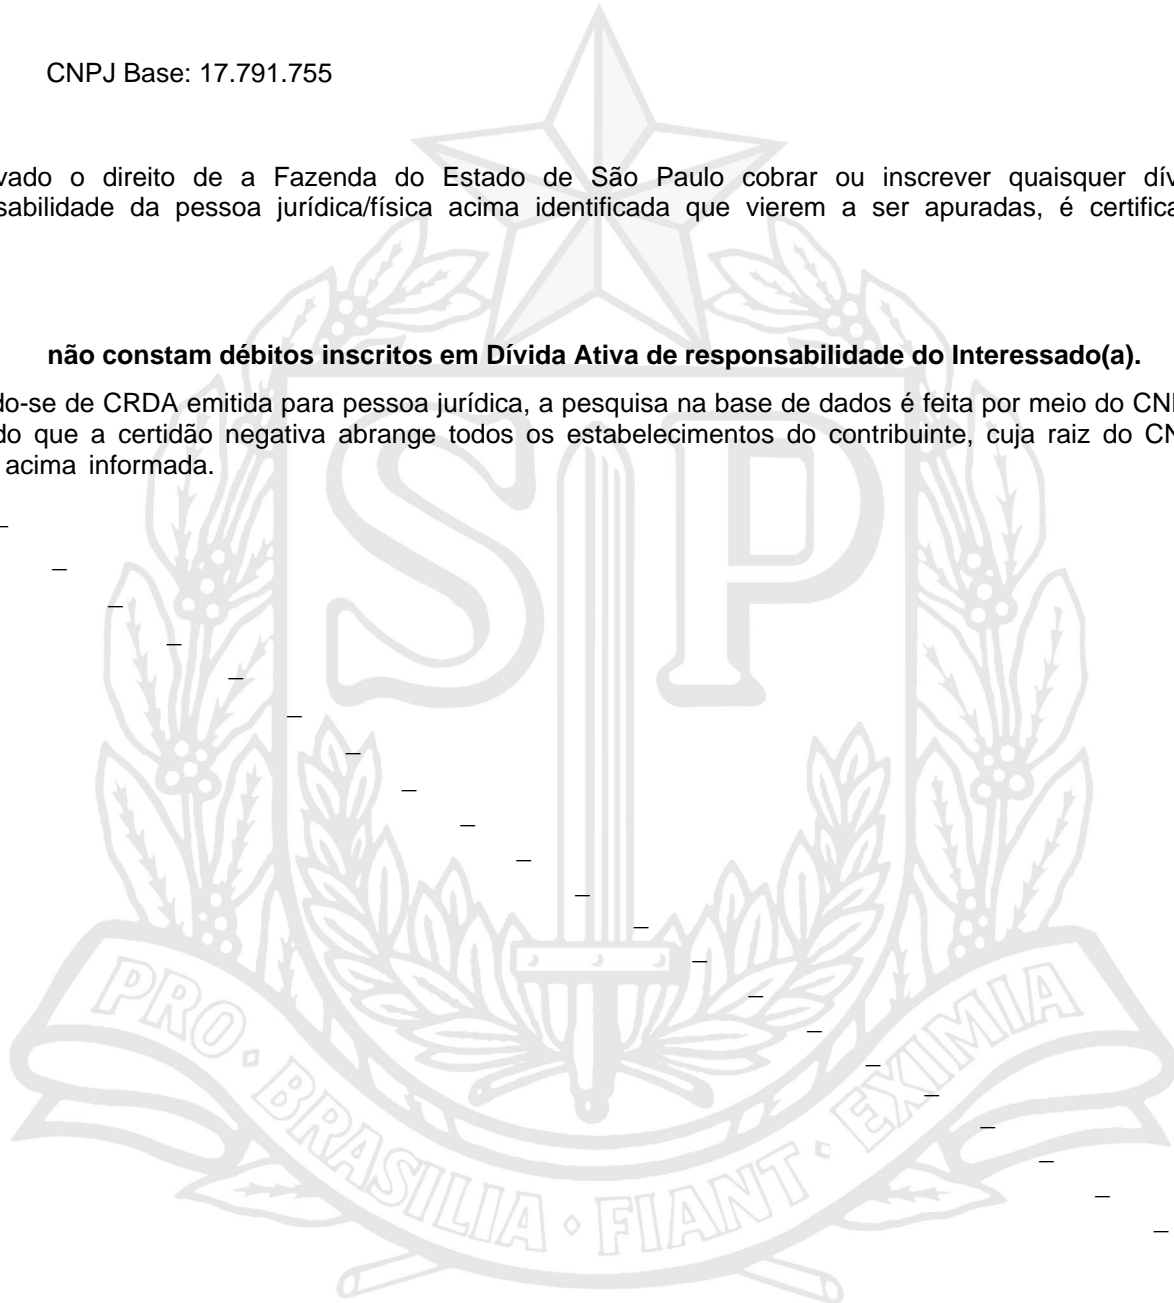 CNPJ Base: 17.791.755
vado o direito de a Fazenda do Estado de São Paulo cobrar ou inscrever quaisquer dív
sabilidade da pessoa jurídica/física acima identificada que vierem a ser apuradas, é certifica
não constam débitos inscritos em Dívida Ativa de responsabilidade do Interessado(a).
do-se de CRDA emitida para pessoa jurídica, a pesquisa na base de dados é feita por meio do CN
do que a certidão negativa abrange todos os estabelecimentos do contribuinte, cuja raiz do CN
acima informada.
SP
PRO · BRASILIA · FIANT · EXIMIA